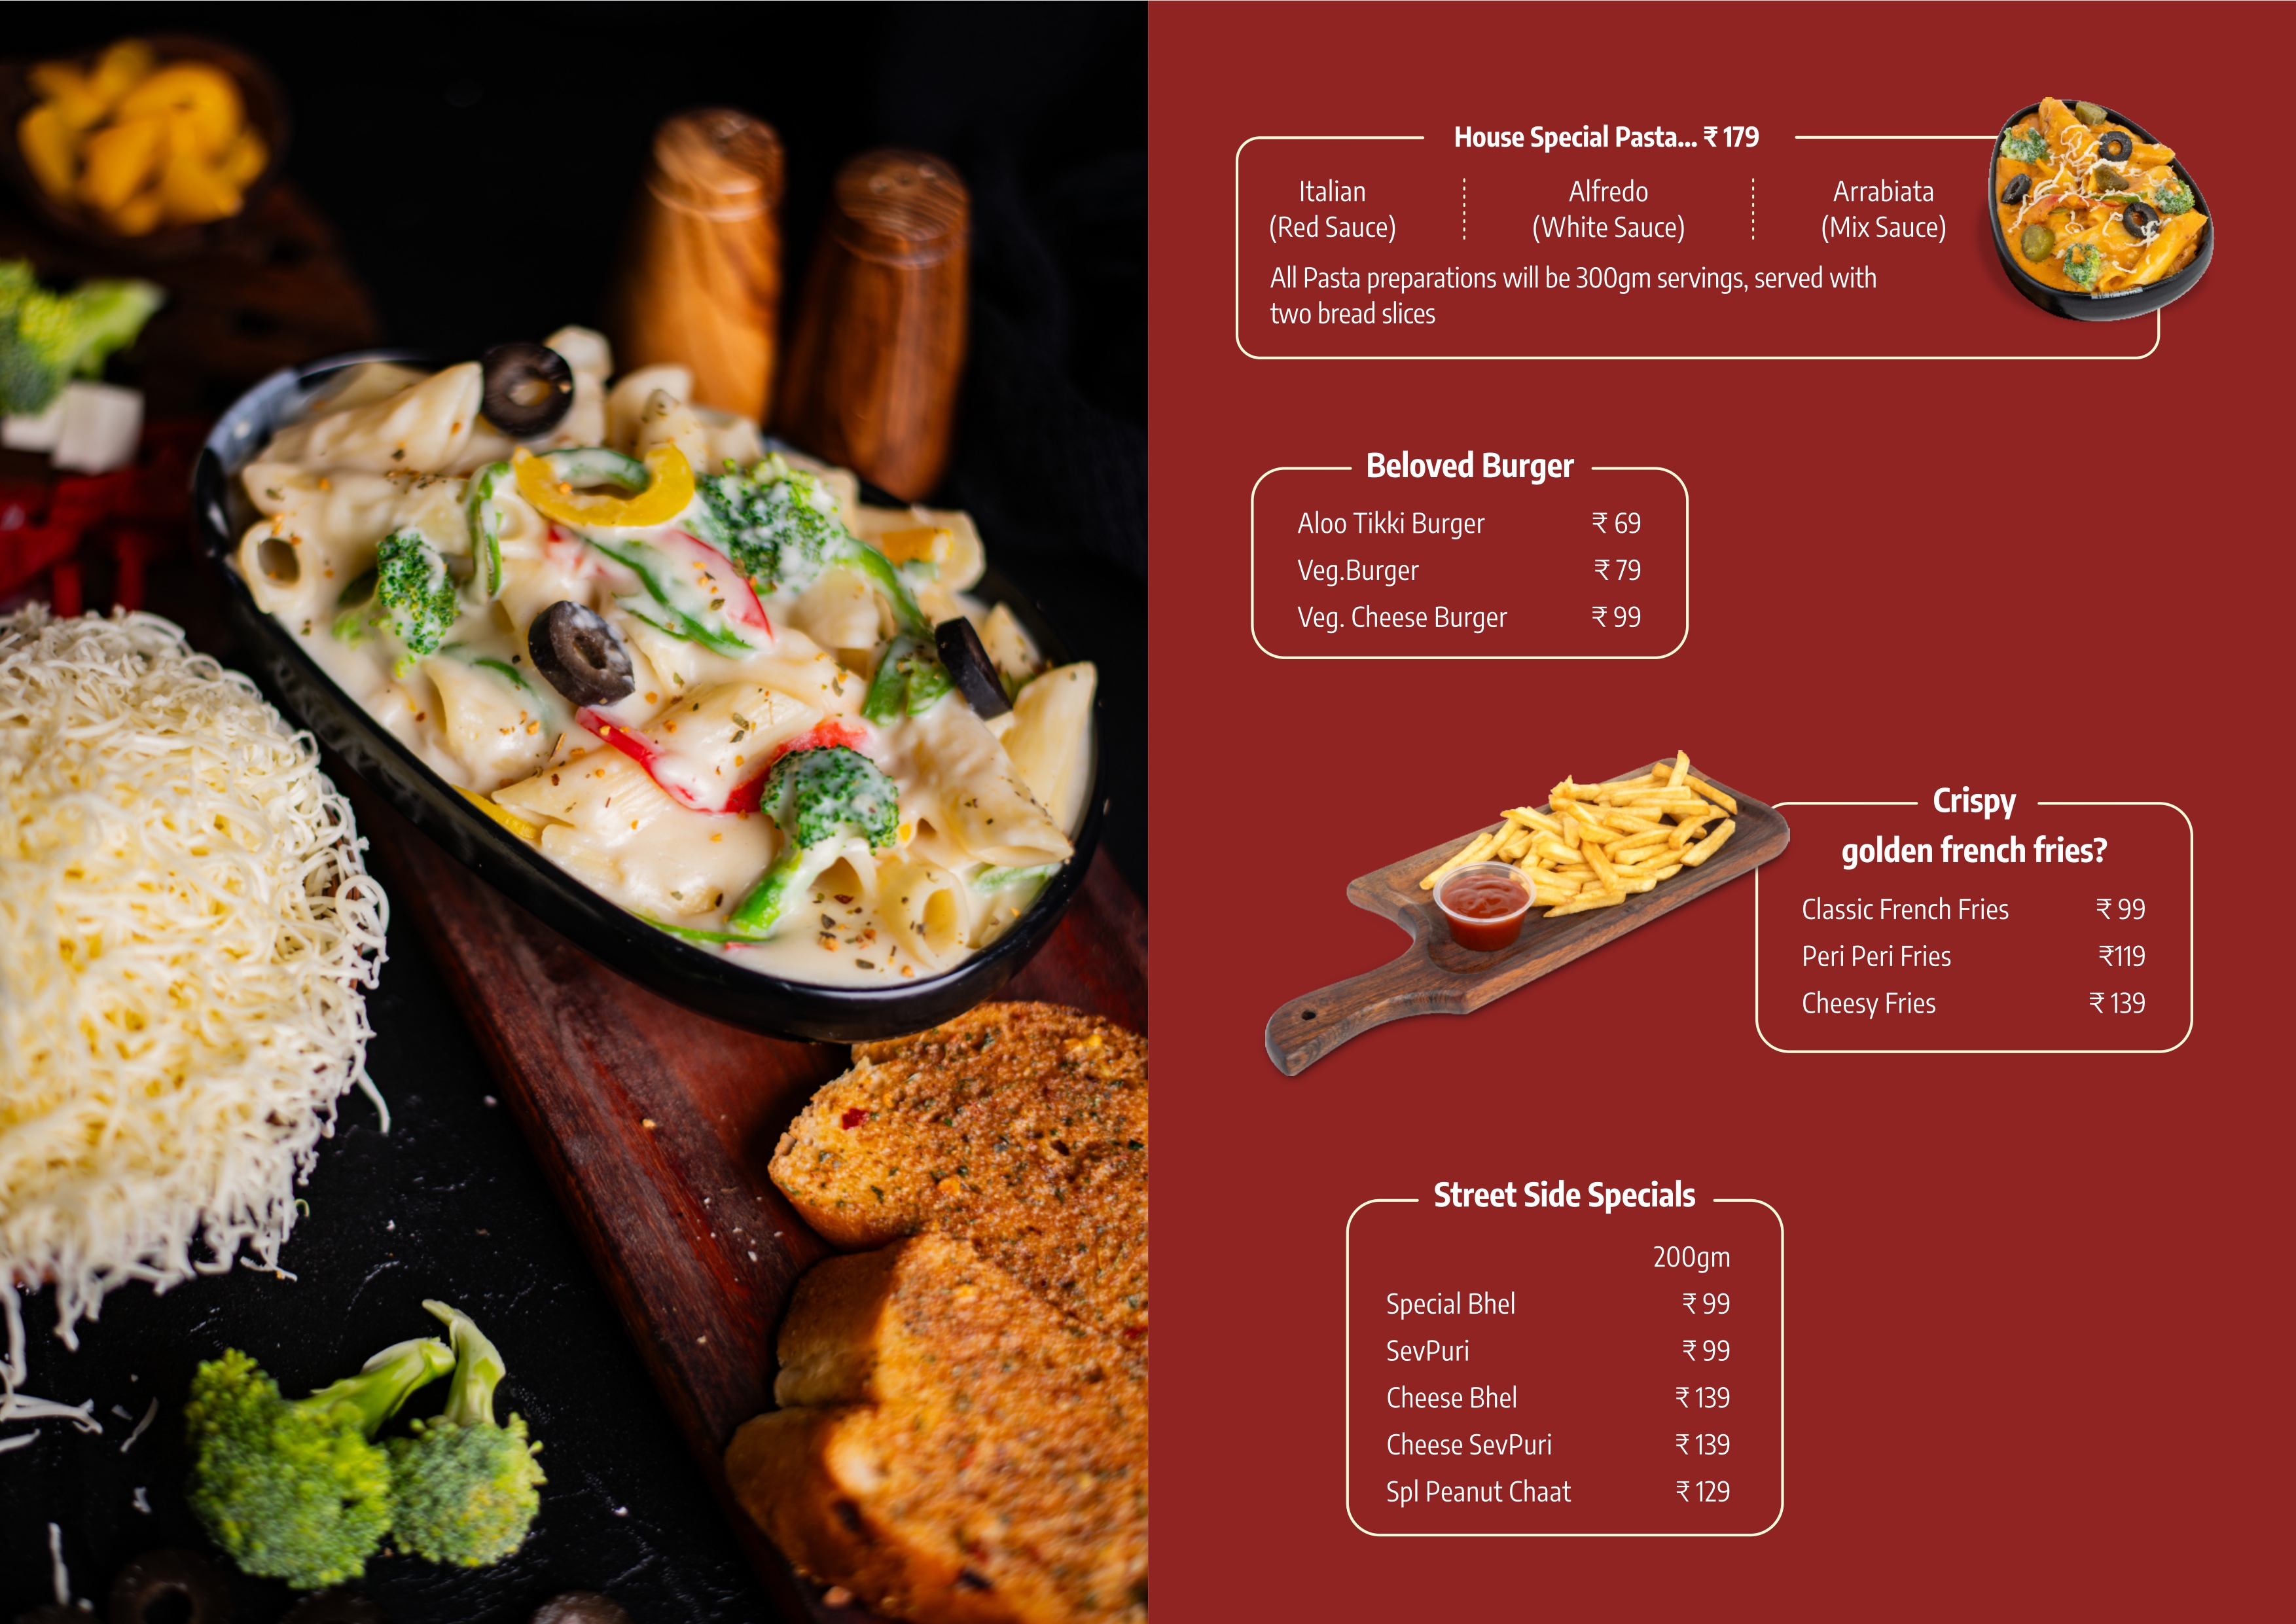 House Special Pasta... ₹ 179
Italian
(Red Sauce)
Alfredo
(White Sauce)
Arrabiata
(Mix Sauce)
All Pasta preparations will be 300gm servings, served with
two bread slices
Beloved Burger
Aloo Tikki Burger ₹ 69
Veg.Burger ₹ 79
Veg. Cheese Burger ₹ 99
Crispy
golden french fries?
Classic French Fries ₹ 99
Peri Peri Fries ₹119
Cheesy Fries ₹ 139
Street Side Specials
200gm
Special Bhel ₹ 99
SevPuri ₹ 99
Cheese Bhel ₹ 139
Cheese SevPuri ₹ 139
Spl Peanut Chaat ₹ 129